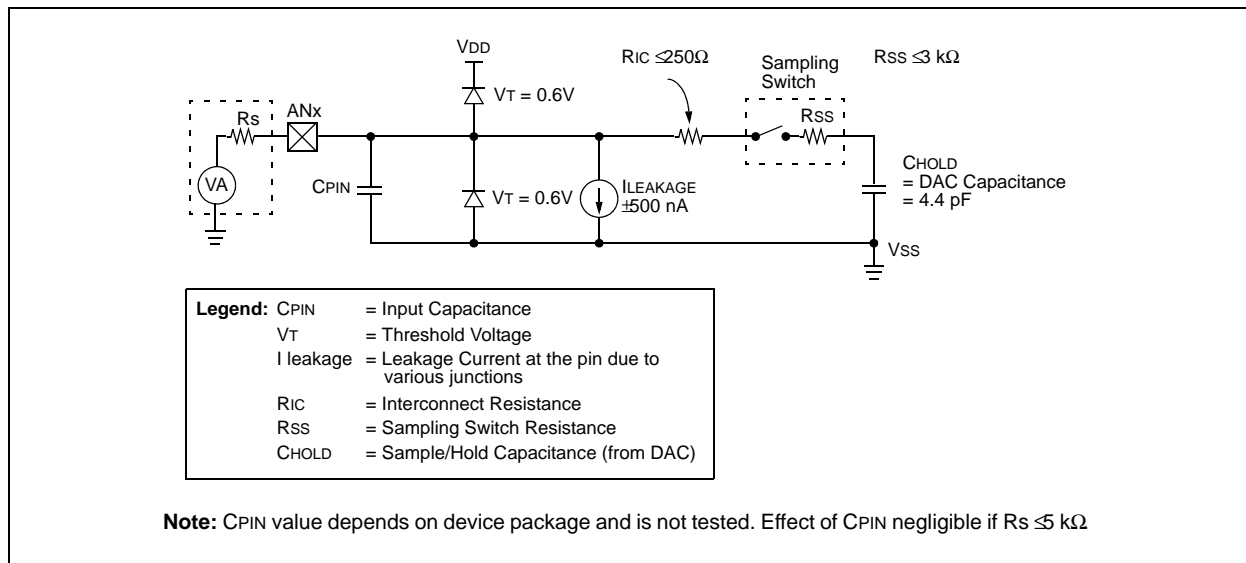 VDD
RIC ≤250Ω
Sampling
Switch
RSS ≤3 kΩ
VT = 0.6V
Rs
ANx
RSS
VA
CPIN
VT = 0.6V
ILEAKAGE
±500 nA
CHOLD
= DAC Capacitance
= 4.4 pF
VSS
Legend: CPIN = Input Capacitance
VT = Threshold Voltage
I leakage = Leakage Current at the pin due to
various junctions
RIC = Interconnect Resistance
RSS = Sampling Switch Resistance
CHOLD = Sample/Hold Capacitance (from DAC)
Note: CPIN value depends on device package and is not tested. Effect of CPIN negligible if Rs ≤5 kΩ